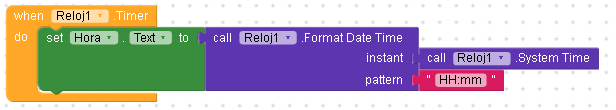 when Reloj1 .Timer
do set Hora . Text to call Reloj1 .Format Date Time
instant call Reloj1 .System Time
pattern " HH:mm "